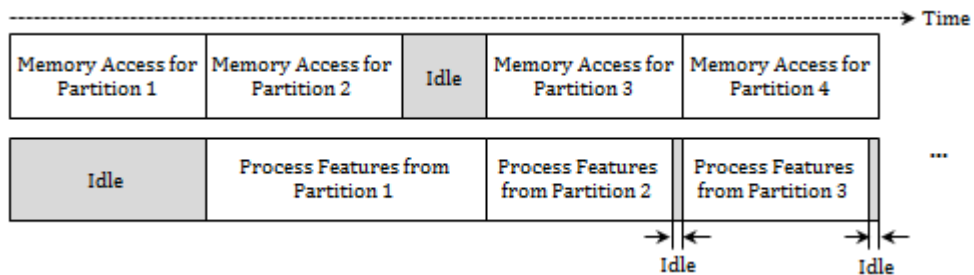 Time
Memory Access for
Partition 1
Memory Access for
Partition 2
Idle
Memory Access for
Partition 3
Memory Access for
Partition 4
Idle
Process Features from
Partition 1
Process Features
from Partition 2
Process Features
from Partition 3
...
Idle
Idle